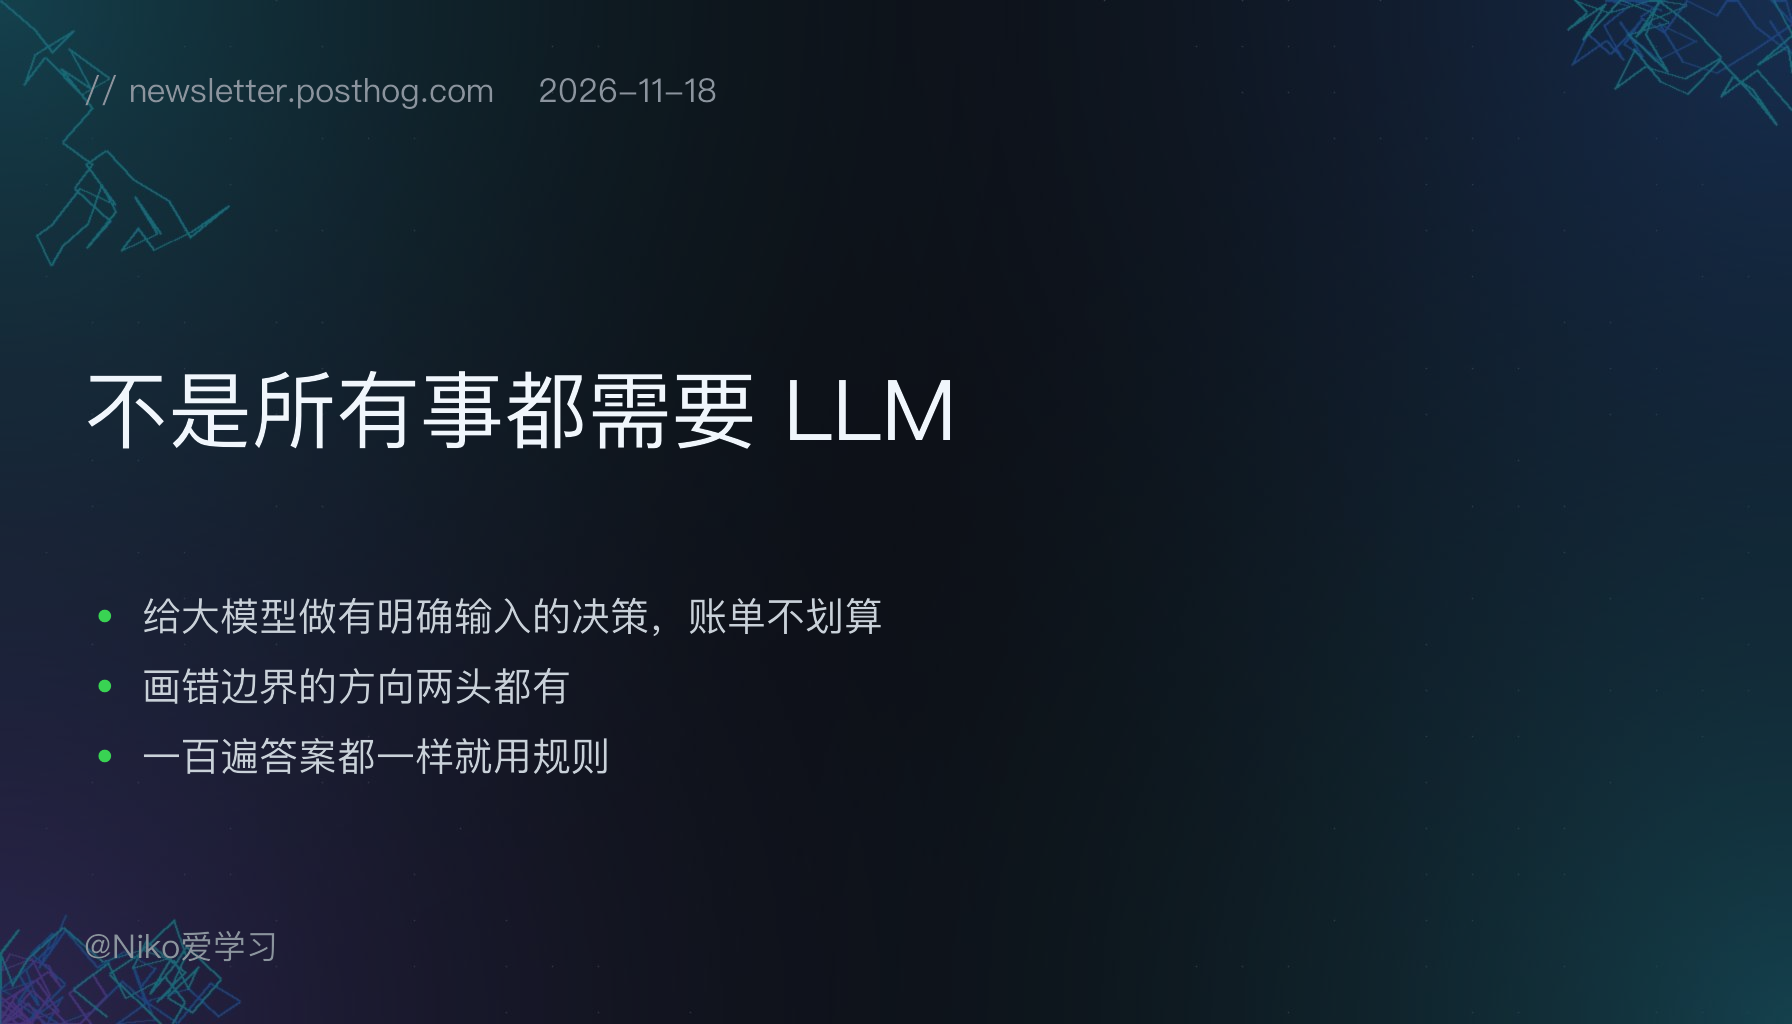 // newsletter.posthog.com 2026-11-18
不是所有事都需要 LLM
• 给大模型做有明确输入的决策，账单不划算
• 画错边界的方向两头都有
• 一百遍答案都一样就用规则
@Niko爱学习